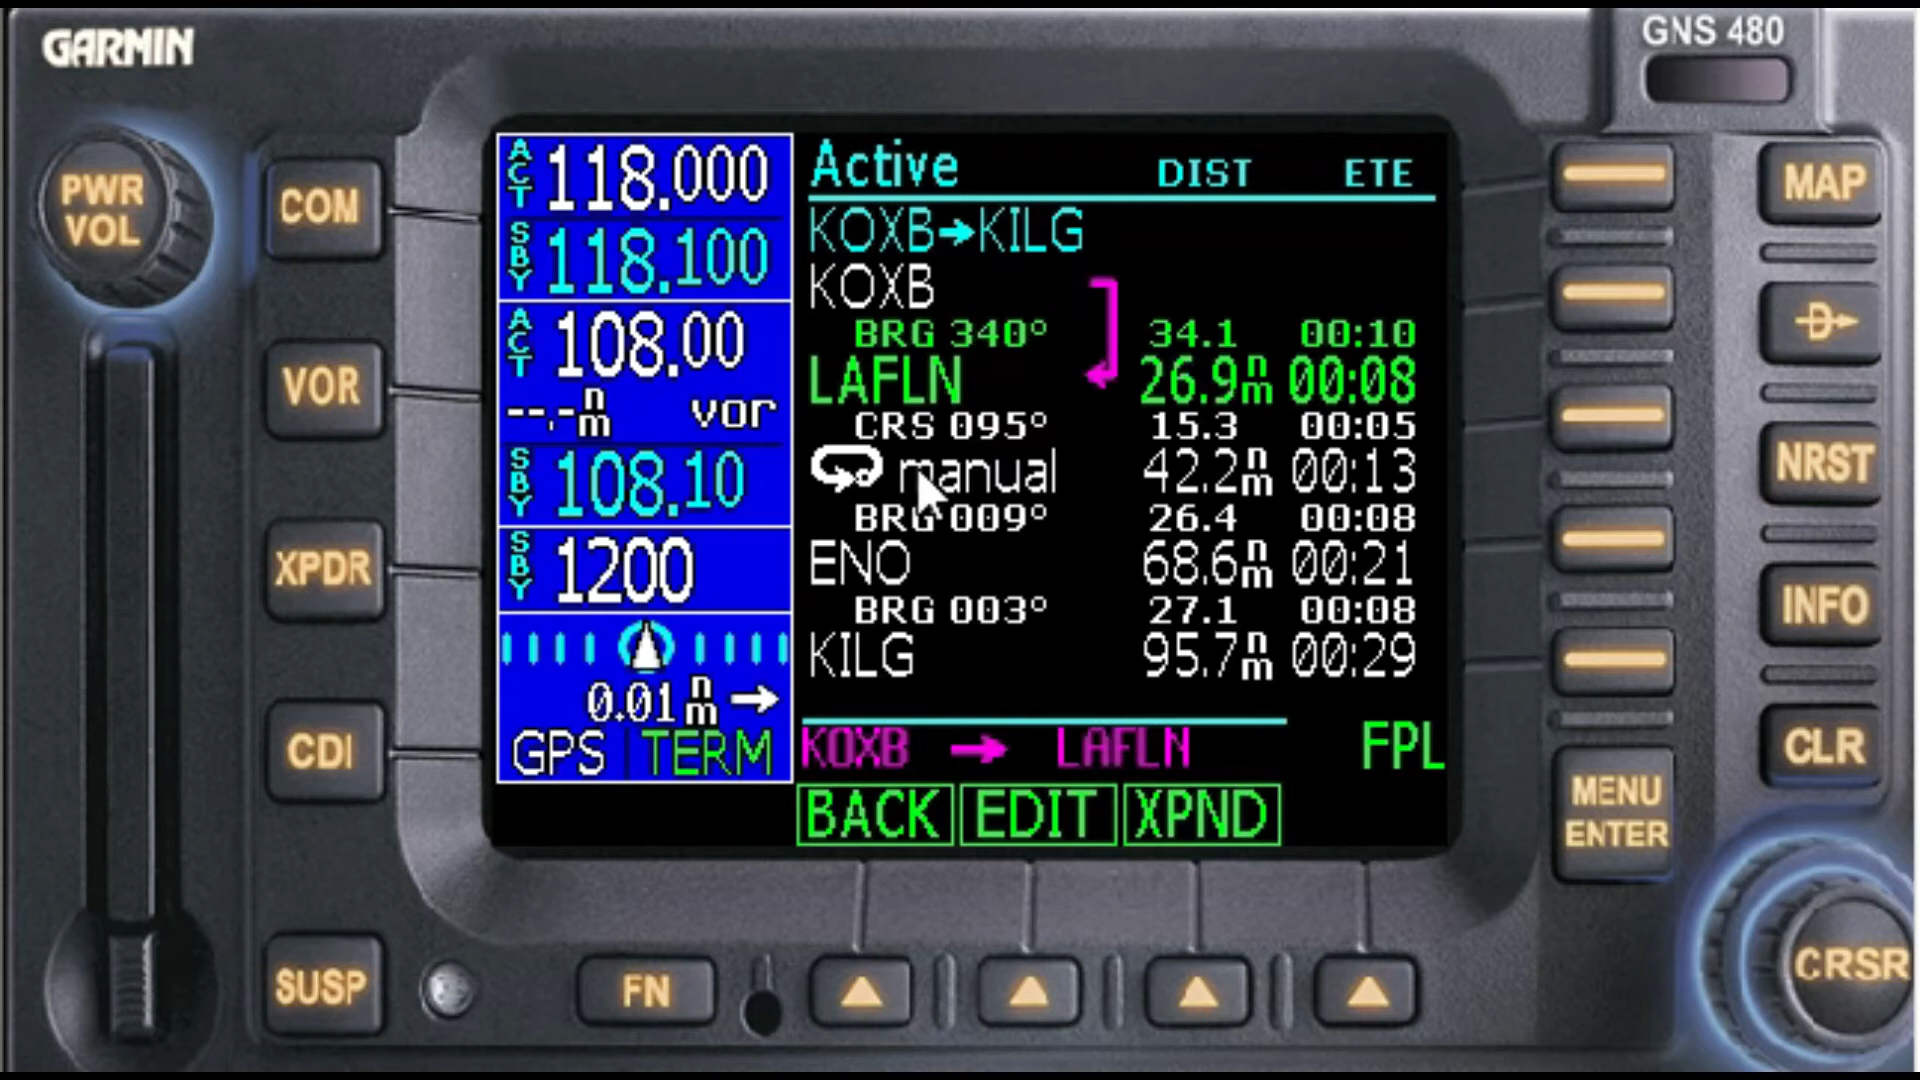 GARMIN
GNS 480
PWR
VOL
COM
VOR
XPDR
CDI
SUSP
ACT 118.000
SBY 118.100
ACT 108.00
--.-nm vor
SBY 108.10
SBY 1200
0.01 nm →
GPS TERM
Active DIST ETE
KOXB→KILG
KOXB
BRG 340° 34.1 00:10
LAFLN 26.9nm 00:08
CRS 095° 15.3 00:05
manual 42.2nm 00:13
BRG 009° 26.4 00:08
ENO 68.6nm 00:21
BRG 003° 27.1 00:08
KILG 95.7nm 00:29
KOXB → LAFLN FPL
BACK EDIT XPND
FN
MAP
D
NRST
INFO
CLR
MENU
ENTER
CRSR